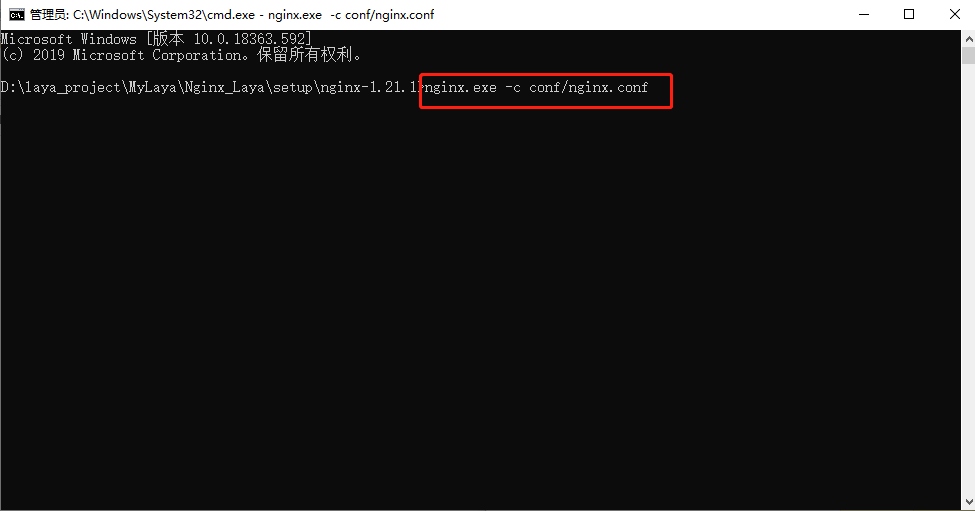 管理员: C:\Windows\System32\cmd.exe - nginx.exe  -c conf/nginx.conf
Microsoft Windows [版本 10.0.18363.592]
(c) 2019 Microsoft Corporation。保留所有权利。
D:\laya_project\MyLaya\Nginx_Laya\setup\nginx-1.21.1>nginx.exe -c conf/nginx.conf